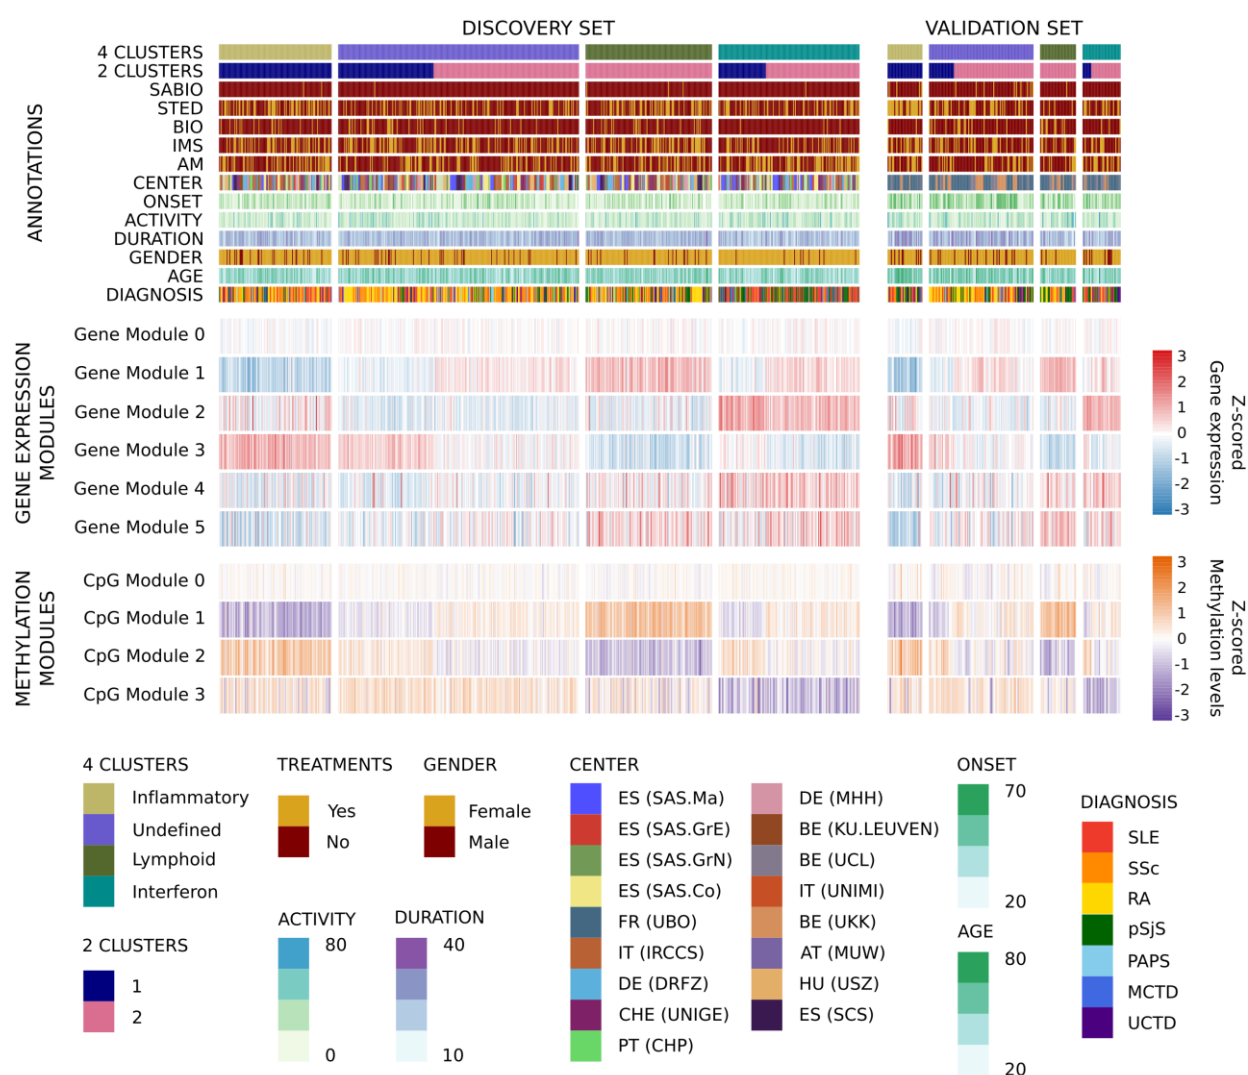 DISCOVERY SET
VALIDATION SET
ANNOTATIONS
4 CLUSTERS
2 CLUSTERS
SABIO
STED
BIO
IMS
AM
CENTER
ONSET
ACTIVITY
DURATION
GENDER
AGE
DIAGNOSIS
GENE EXPRESSION
MODULES
Gene Module 0
Gene Module 1
Gene Module 2
Gene Module 3
Gene Module 4
Gene Module 5
3
2
1
0
-1
-2
-3
Z-scored
Gene expression
METHYLATION
MODULES
CpG Module 0
CpG Module 1
CpG Module 2
CpG Module 3
3
2
1
0
-1
-2
-3
Z-scored
Methylation levels
4 CLUSTERS
Inflammatory
Undefined
Lymphoid
Interferon
2 CLUSTERS
1
2
TREATMENTS
Yes
No
GENDER
Female
Male
ACTIVITY
80
0
DURATION
40
10
CENTER
ES (SAS.Ma)
ES (SAS.GrE)
ES (SAS.GrN)
ES (SAS.Co)
FR (UBO)
IT (IRCCS)
DE (DRFZ)
CHE (UNIGE)
PT (CHP)
DE (MHH)
BE (KU.LEUVEN)
BE (UCL)
IT (UNIMI)
BE (UKK)
AT (MUW)
HU (USZ)
ES (SCS)
ONSET
70
20
AGE
80
20
DIAGNOSIS
SLE
SSc
RA
pSjS
PAPS
MCTD
UCTD